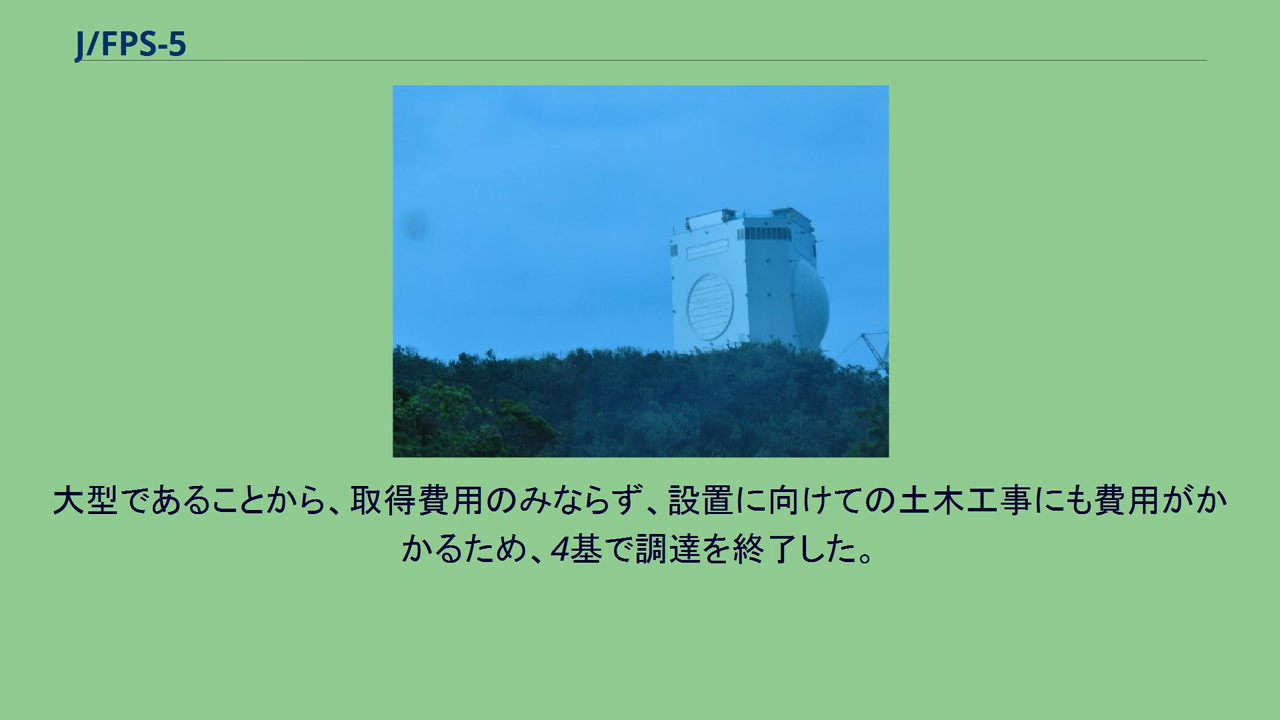 J/FPS-5
大型であることから、取得費用のみならず、設置に向けての土木工事にも費用がか
かるため、4基で調達を終了した。